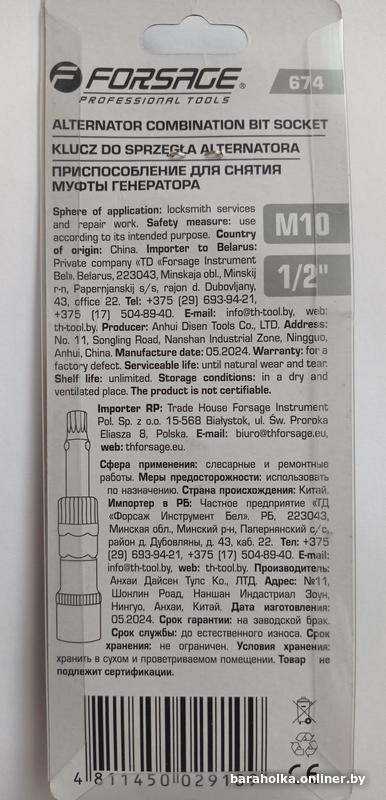 FORSAGE®
PROFESSIONAL TOOLS
674
ALTERNATOR COMBINATION BIT SOCKET
KLUCZ DO SPRZĘGŁA ALTERNATORA
ПРИСПОСОБЛЕНИЕ ДЛЯ СНЯТИЯ
МУФТЫ ГЕНЕРАТОРА
M10
1/2"
Sphere of application: locksmith services
and repair work. Safety measure: use
according to its intended purpose. Country
of origin: China. Importer to Belarus:
Private company «TD «Forsage Instrument
Bel». Belarus, 223043, Minskaja obl., Minskij
r-n, Papernjanskij s/s, rajon d. Dubovljany,
43, office 22. Tel: +375 (29) 693-94-21,
+375 (17) 504-89-40. E-mail: info@th-tool.by, web:
th-tool.by. Producer: Anhui Disen Tools Co., LTD. Address:
No. 11, Songling Road, Nanshan Industrial Zone, Ningguo,
Anhui, China. Manufacture date: 05.2024. Warranty: for a
factory defect. Serviceable life: until natural wear and tear.
Shelf life: unlimited. Storage conditions: in a dry and
ventilated place. The product is not certifiable.
Importer RP: Trade House Forsage Instrument
Pol. Sp. z o.o. 15-568 Białystok, ul. Św. Proroka
Eliasza 8, Polska. E-mail: biuro@thforsage.eu,
web: thforsage.eu.
Сфера применения: слесарные и ремонтные
работы. Меры предосторожности: использовать
по назначению. Страна происхождения: Китай.
Импортер в РБ: Частное предприятие «ТД
«Форсаж Инструмент Бел». РБ, 223043,
Минская обл., Минский р-н, Папернянский с/с,
район д. Дубовляны, д. 43, каб. 22. Тел: +375
(29) 693-94-21, +375 (17) 504-89-40. E-mail:
info@th-tool.by, web: th-tool.by. Производитель:
Анхаи Дайсен Тулс Ко., ЛТД. Адрес: №11,
Шонлин Роад, Наншан Индастриал Зоун,
Нингуо, Анхаи, Китай. Дата изготовления:
05.2024. Срок гарантии: на заводской брак.
Срок службы: до естественного износа. Срок
хранения: не ограничен. Условия хранения:
хранить в сухом и проветриваемом помещении. Товар не
подлежит сертификации.
4 811450 0291
CE
baraholka.onliner.by